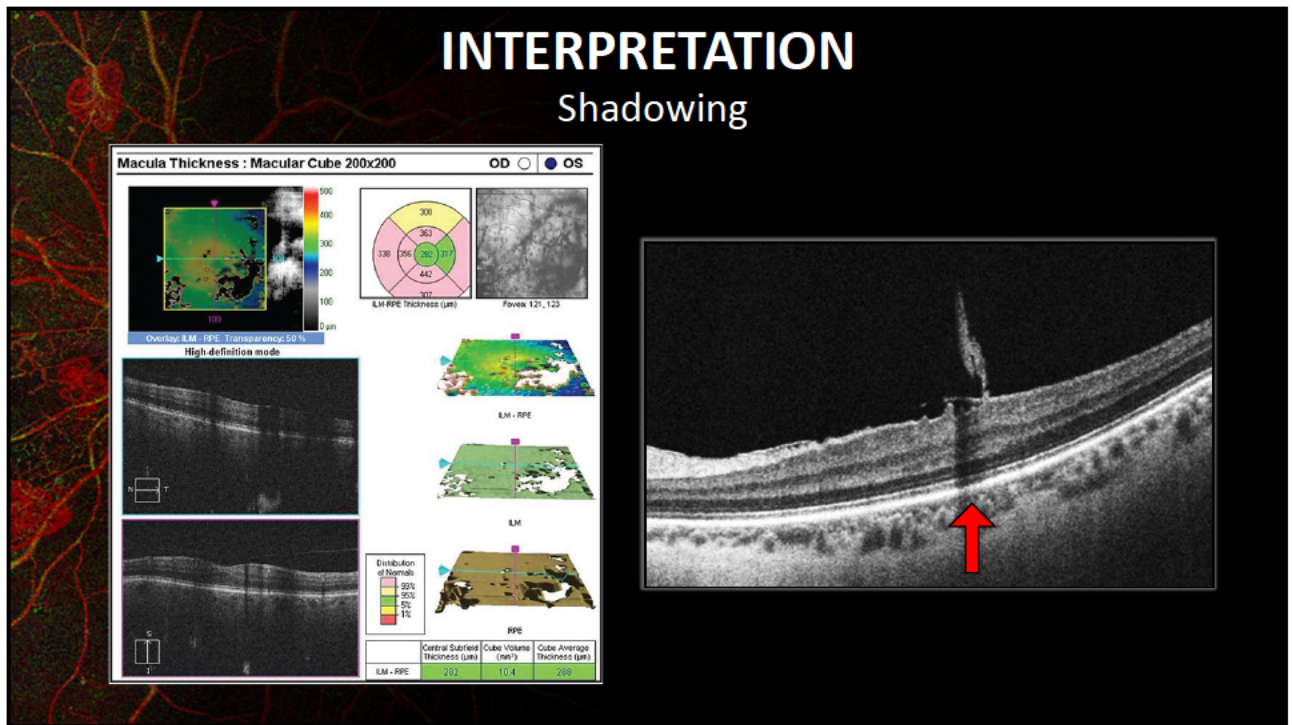 INTERPRETATION
Shadowing
Macula Thickness : Macular Cube 200x200
OD OS
500
400
300
200
100
0 µm
100
Overlay: ILM - RPE Transparency: 50 %
High-definition mode
300
363
338 356 282 317
442
307
ILM-RPE Thickness (µm)
Fovea: 121, 123
ILM - RPE
N T
ILM
Distribution
of Normals
99%
95%
5%
1%
RPE
S
I
Central Subfield Thickness (µm) Cube Volume (mm³) Cube Average Thickness (µm)
ILM - RPE 282 10.4 288